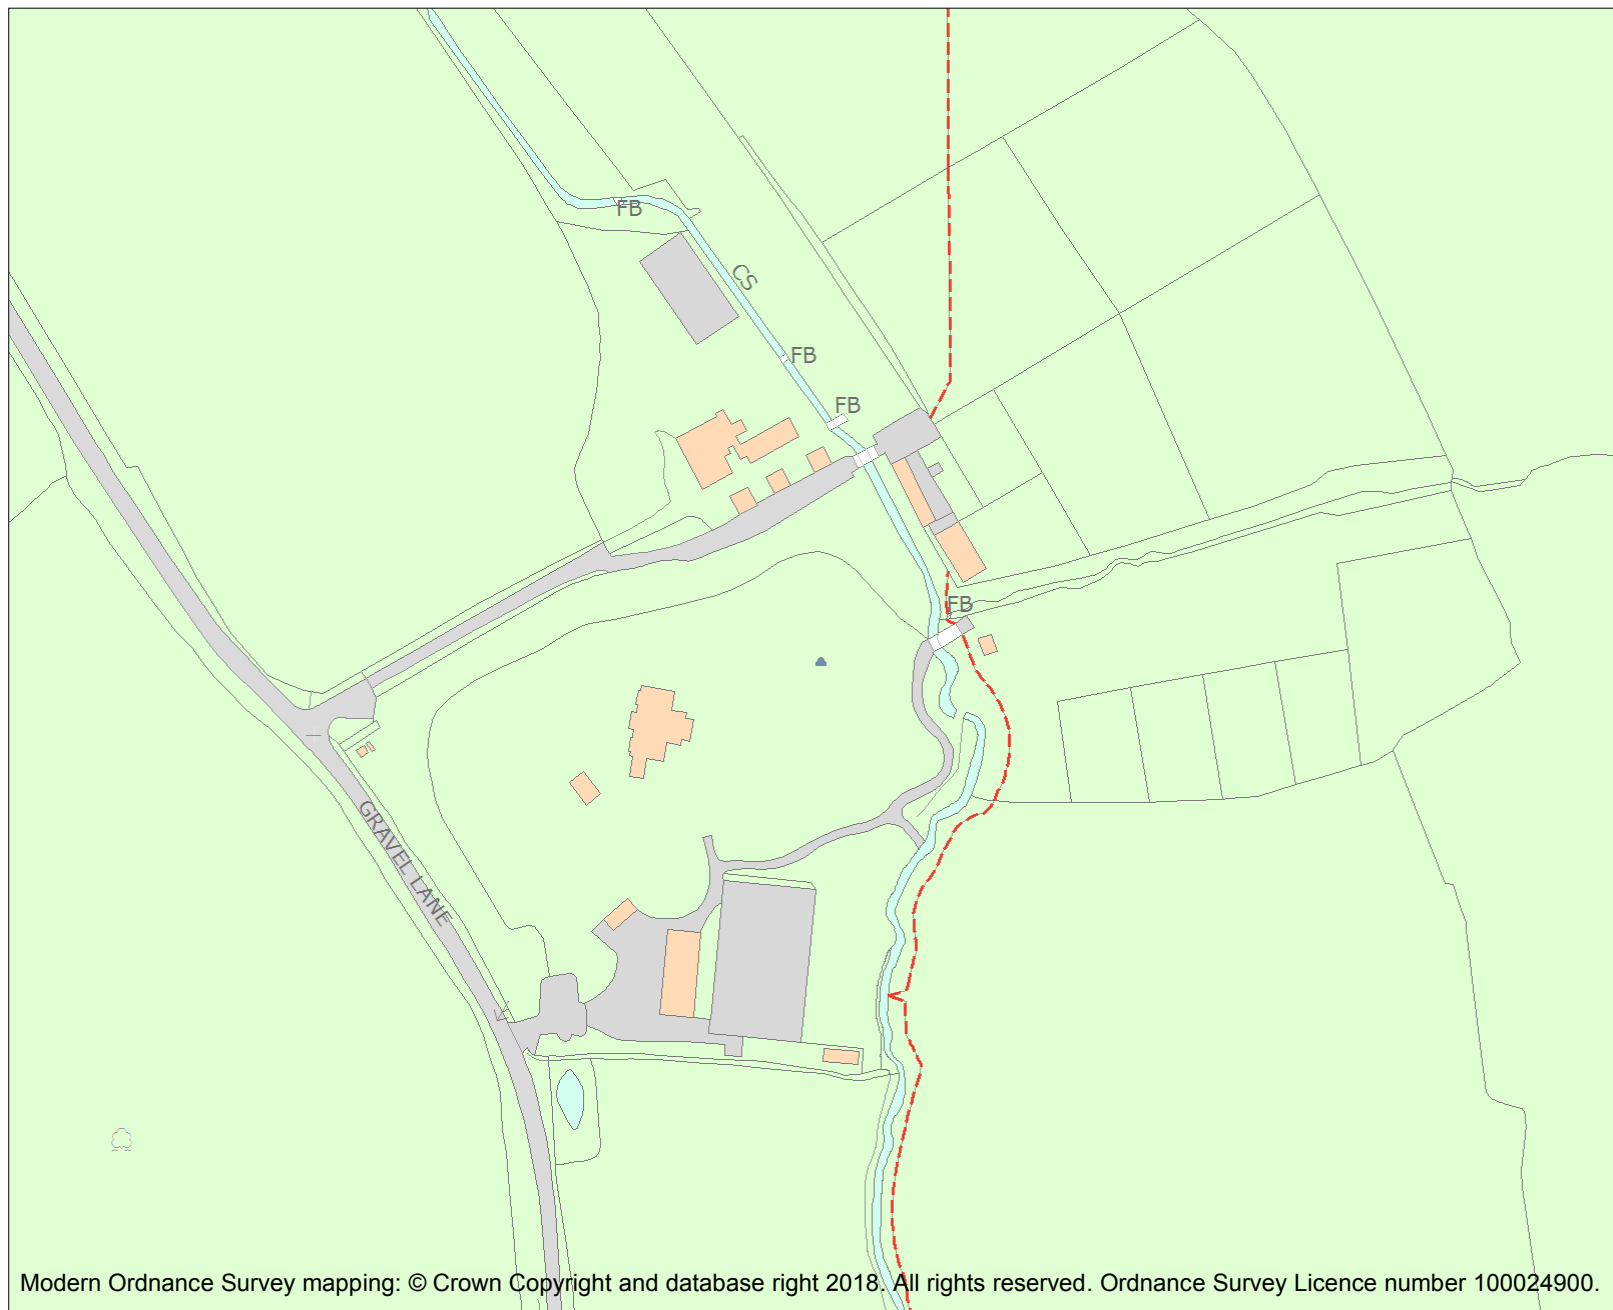 FB
CS
FB
FB
FB
GRAVEL LANE
Modern Ordnance Survey mapping: © Crown Copyright and database right 2018. All rights reserved. Ordnance Survey Licence number 100024900.